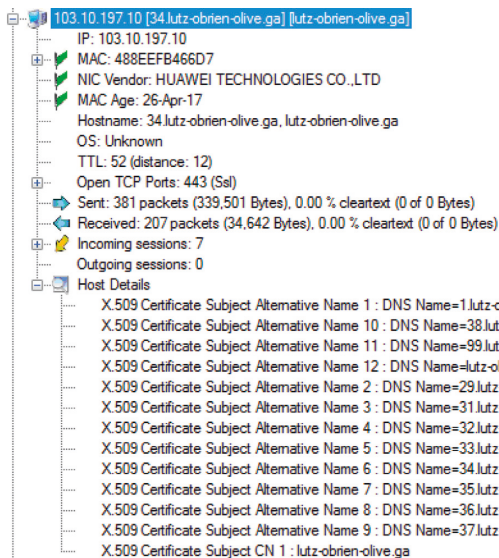 103.10.197.10 [34.lutz-obrien-olive.ga] [lutz-obrien-olive.ga]
IP: 103.10.197.10
MAC: 488EEFB466D7
NIC Vendor: HUAWEI TECHNOLOGIES CO.,LTD
MAC Age: 26-Apr-17
Hostname: 34.lutz-obrien-olive.ga, lutz-obrien-olive.ga
OS: Unknown
TTL: 52 (distance: 12)
Open TCP Ports: 443 (Ssl)
Sent: 381 packets (339,501 Bytes), 0.00 % cleartext (0 of 0 Bytes)
Received: 207 packets (34,642 Bytes), 0.00 % cleartext (0 of 0 Bytes)
Incoming sessions: 7
Outgoing sessions: 0
Host Details
X.509 Certificate Subject Alternative Name 1 : DNS Name=1.lutz-o
X.509 Certificate Subject Alternative Name 10 : DNS Name=38.lut
X.509 Certificate Subject Alternative Name 11 : DNS Name=99.lut
X.509 Certificate Subject Alternative Name 12 : DNS Name=lutz-ol
X.509 Certificate Subject Alternative Name 2 : DNS Name=29.lutz
X.509 Certificate Subject Alternative Name 3 : DNS Name=31.lutz
X.509 Certificate Subject Alternative Name 4 : DNS Name=32.lutz
X.509 Certificate Subject Alternative Name 5 : DNS Name=33.lutz
X.509 Certificate Subject Alternative Name 6 : DNS Name=34.lutz
X.509 Certificate Subject Alternative Name 7 : DNS Name=35.lutz
X.509 Certificate Subject Alternative Name 8 : DNS Name=36.lutz
X.509 Certificate Subject Alternative Name 9 : DNS Name=37.lutz
X.509 Certificate Subject CN 1 : lutz-obrien-olive.ga